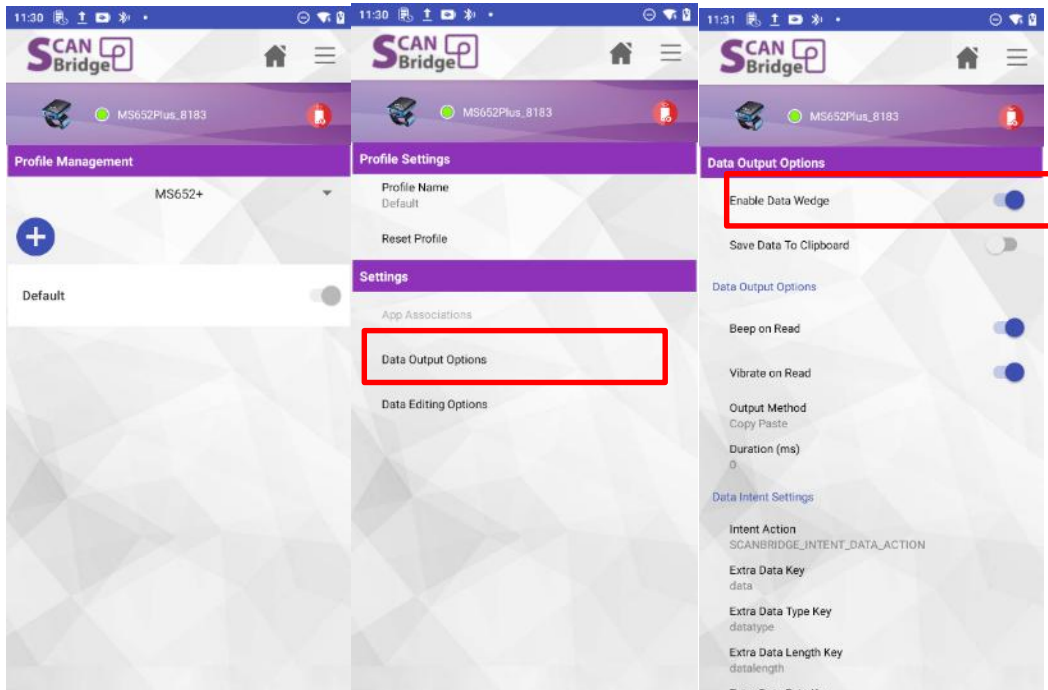 11:30
SCAN
Bridge
MS652Plus_8183
Profile Management
MS652+
Default
11:30
SCAN
Bridge
MS652Plus_8183
Profile Settings
Profile Name
Default
Reset Profile
Settings
App Associations
Data Output Options
Data Editing Options
11:31
SCAN
Bridge
MS652Plus_8183
Data Output Options
Enable Data Wedge
Save Data To Clipboard
Data Output Options
Beep on Read
Vibrate on Read
Output Method
Copy Paste
Duration (ms)
0
Data Intent Settings
Intent Action
SCANBRIDGE_INTENT_DATA_ACTION
Extra Data Key
data
Extra Data Type Key
datatype
Extra Data Length Key
datalength